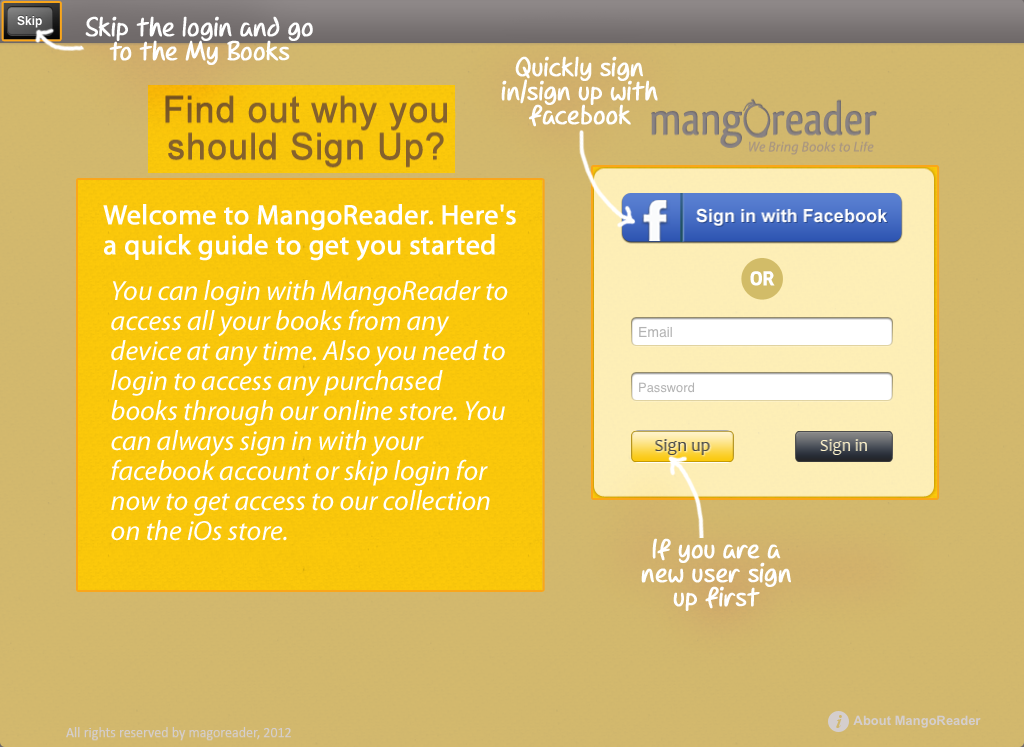 Skip
Skip the login and go
to the My Books
Find out why you
should Sign Up?
Welcome to MangoReader. Here's
a quick guide to get you started
You can login with MangoReader to
access all your books from any
device at any time. Also you need to
login to access any purchased
books through our online store. You
can always sign in with your
facebook account or skip login for
now to get access to our collection
on the iOs store.
Quickly sign
in/sign up with
facebook
mangoreader
We Bring Books to Life
f
Sign in with Facebook
OR
Email
Password
Sign up
Sign in
If you are a
new user sign
up first
All rights reserved by magoreader, 2012
i About MangoReader